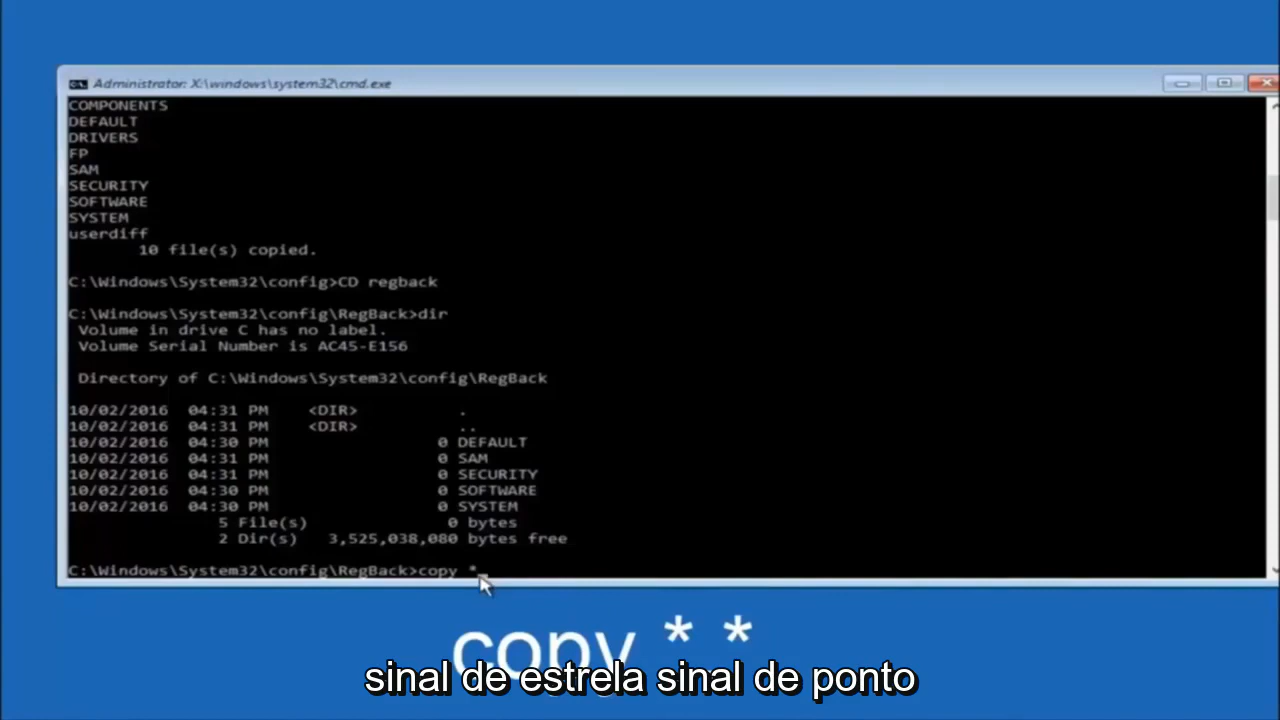 Administrator: X:\windows\system32\cmd.exe
COMPONENTS
DEFAULT
DRIVERS
FP
SAM
SECURITY
SOFTWARE
SYSTEM
userdiff
10 file(s) copied.
C:\Windows\System32\config>CD regback
C:\Windows\System32\config\RegBack>dir
Volume in drive C has no label.
Volume Serial Number is AC45-E156
Directory of C:\Windows\System32\config\RegBack
10/02/2016 04:31 PM <DIR> .
10/02/2016 04:31 PM <DIR> ..
10/02/2016 04:30 PM 0 DEFAULT
10/02/2016 04:31 PM 0 SAM
10/02/2016 04:31 PM 0 SECURITY
10/02/2016 04:30 PM 0 SOFTWARE
10/02/2016 04:30 PM 0 SYSTEM
5 File(s) 0 bytes
2 Dir(s) 3,525,038,080 bytes free
C:\Windows\System32\config\RegBack>copy *_
copy * *
sinal de estrela sinal de ponto